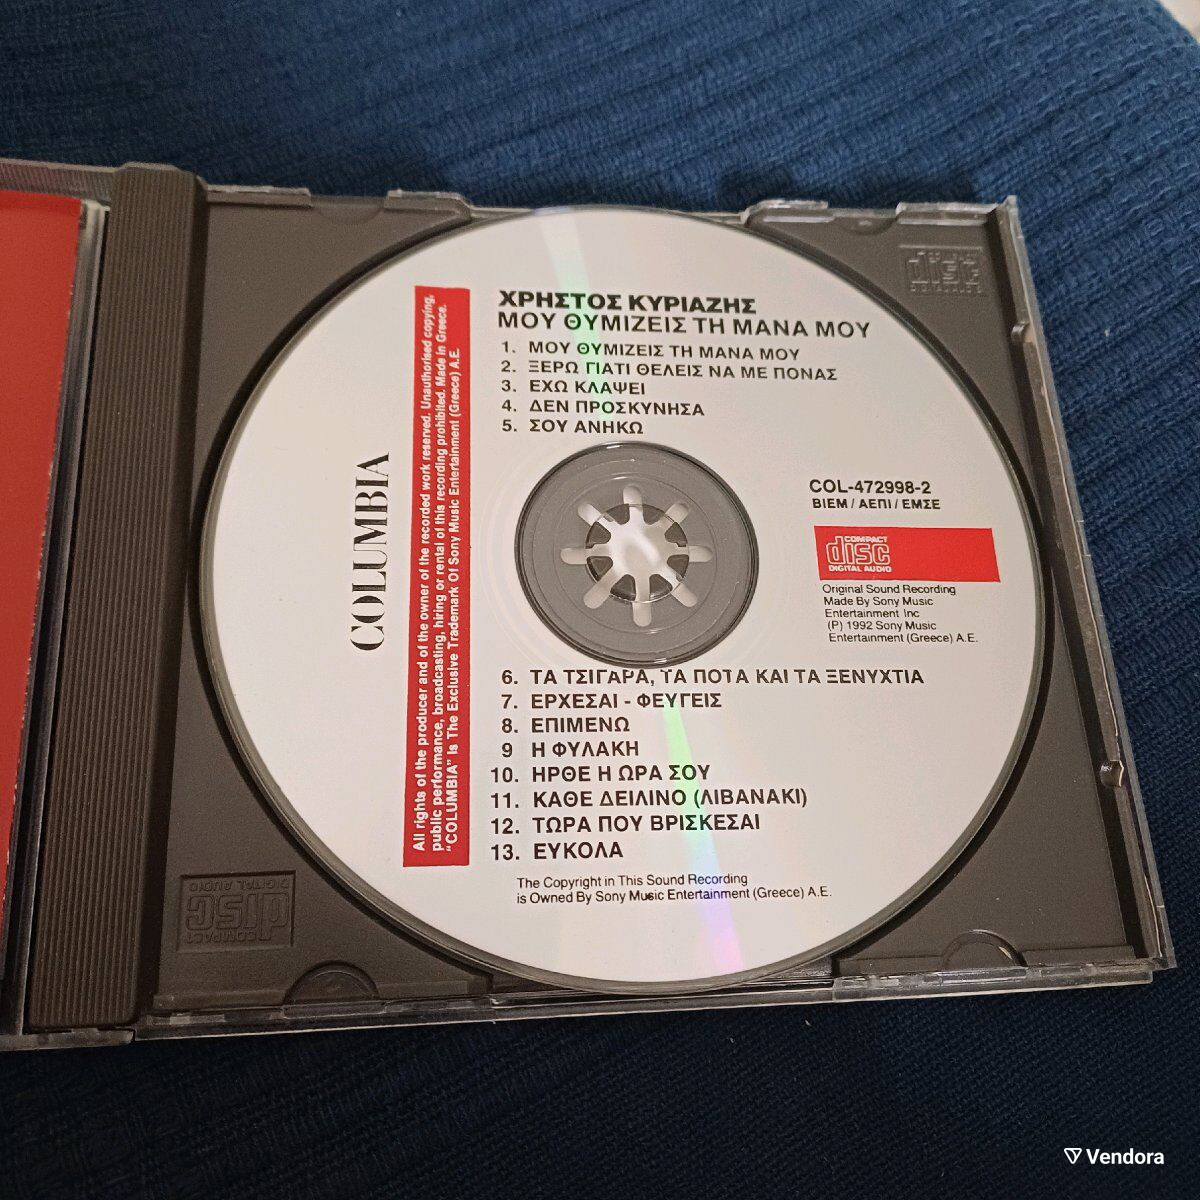 ΧΡΗΣΤΟΣ ΚΥΡΙΑΖΗΣ
ΜΟΥ ΘΥΜΙΖΕΙΣ ΤΗ ΜΑΝΑ ΜΟΥ
1. ΜΟΥ ΘΥΜΙΖΕΙΣ ΤΗ ΜΑΝΑ ΜΟΥ
2. ΞΕΡΩ ΓΙΑΤΙ ΘΕΛΕΙΣ ΝΑ ΜΕ ΠΟΝΑΣ
3. ΕΧΩ ΚΛΑΨΕΙ
4. ΔΕΝ ΠΡΟΣΚΥΝΗΣΑ
5. ΣΟΥ ΑΝΗΚΩ
COLUMBIA
All rights of the producer and of the owner of the recorded work reserved. Unauthorised copying,
public performance, broadcasting, hiring or rental of this recording prohibited. Made in Greece.
"COLUMBIA" Is The Exclusive Trademark Of Sony Music Entertainment (Greece) A.E.
COL-472998-2
BIEM / ΑΕΠΙ / ΕΜΣΕ
COMPACT
disc
DIGITAL AUDIO
Original Sound Recording
Made By Sony Music
Entertainment Inc
(P) 1992 Sony Music
Entertainment (Greece) A.E.
6. ΤΑ ΤΣΙΓΑΡΑ, ΤΑ ΠΟΤΑ ΚΑΙ ΤΑ ΞΕΝΥΧΤΙΑ
7. ΕΡΧΕΣΑΙ - ΦΕΥΓΕΙΣ
8. ΕΠΙΜΕΝΩ
9 Η ΦΥΛΑΚΗ
10. ΗΡΘΕ Η ΩΡΑ ΣΟΥ
11. ΚΑΘΕ ΔΕΙΛΙΝΟ (ΛΙΒΑΝΑΚΙ)
12. ΤΩΡΑ ΠΟΥ ΒΡΙΣΚΕΣΑΙ
13. ΕΥΚΟΛΑ
The Copyright in This Sound Recording
is Owned By Sony Music Entertainment (Greece) A.E.
COMPACT
disc
DIGITAL AUDIO
COMPACT
disc
DIGITAL AUDIO
Vendora